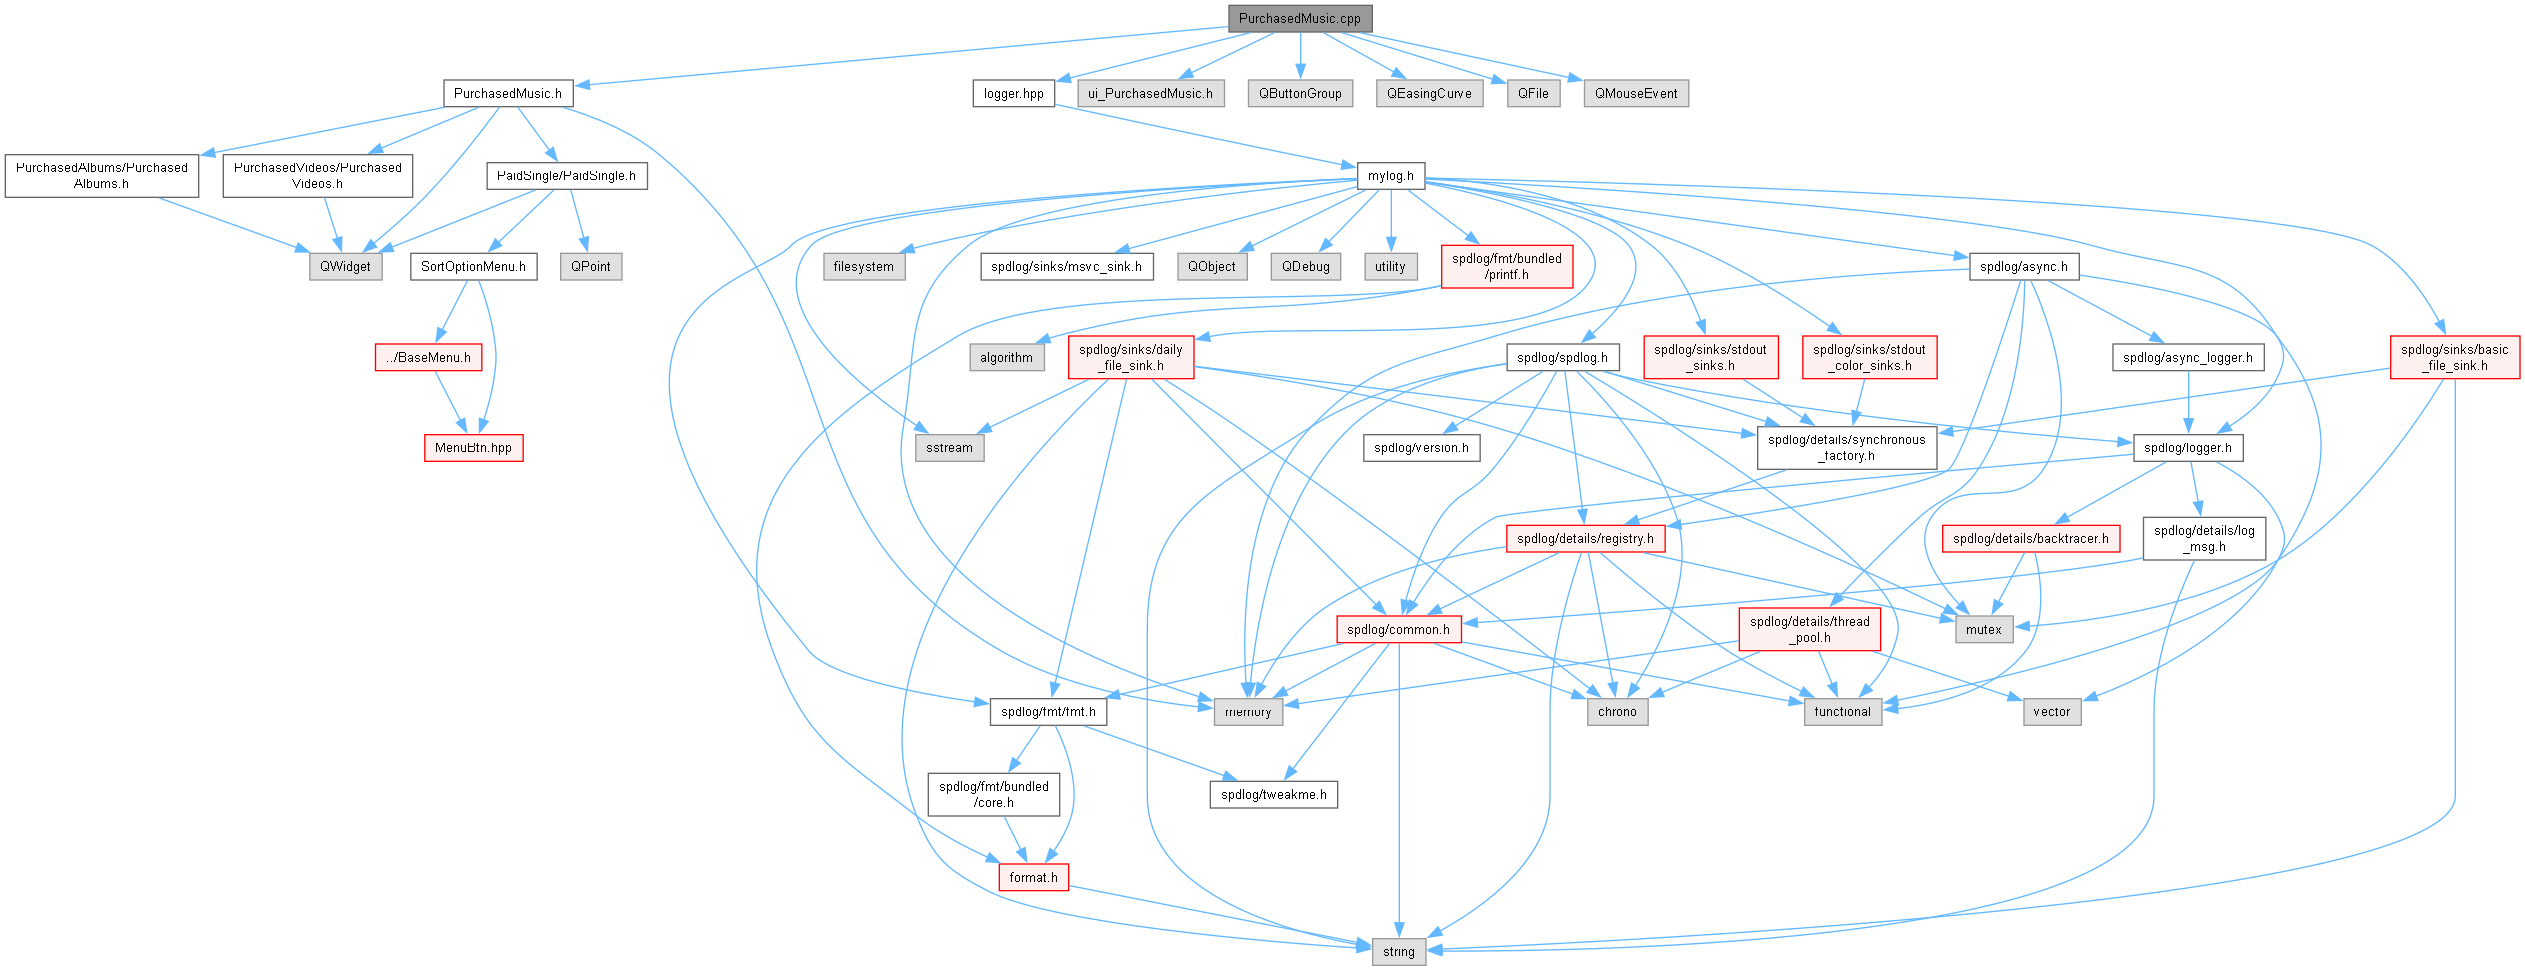 PurchasedMusic.cpp
PurchasedMusic.h
logger.hpp
ui_PurchasedMusic.h
QButtonGroup
QEasingCurve
QFile
QMouseEvent
PurchasedAlbums/Purchased
Albums.h
PurchasedVideos/Purchased
Videos.h
PaidSingle/PaidSingle.h
mylog.h
QWidget
SortOptionMenu.h
QPoint
filesystem
spdlog/sinks/msvc_sink.h
QObject
QDebug
utility
spdlog/fmt/bundled
/printf.h
spdlog/async.h
../BaseMenu.h
algorithm
spdlog/sinks/daily
_file_sink.h
spdlog/spdlog.h
spdlog/sinks/stdout
_sinks.h
spdlog/sinks/stdout
_color_sinks.h
spdlog/async_logger.h
spdlog/sinks/basic
_file_sink.h
MenuBtn.hpp
sstream
spdlog/version.h
spdlog/details/synchronous
_factory.h
spdlog/logger.h
spdlog/details/registry.h
spdlog/details/backtracer.h
spdlog/details/log
_msg.h
spdlog/common.h
spdlog/details/thread
_pool.h
mutex
spdlog/fmt/fmt.h
memory
chrono
functional
vector
spdlog/fmt/bundled
/core.h
spdlog/tweakme.h
format.h
string